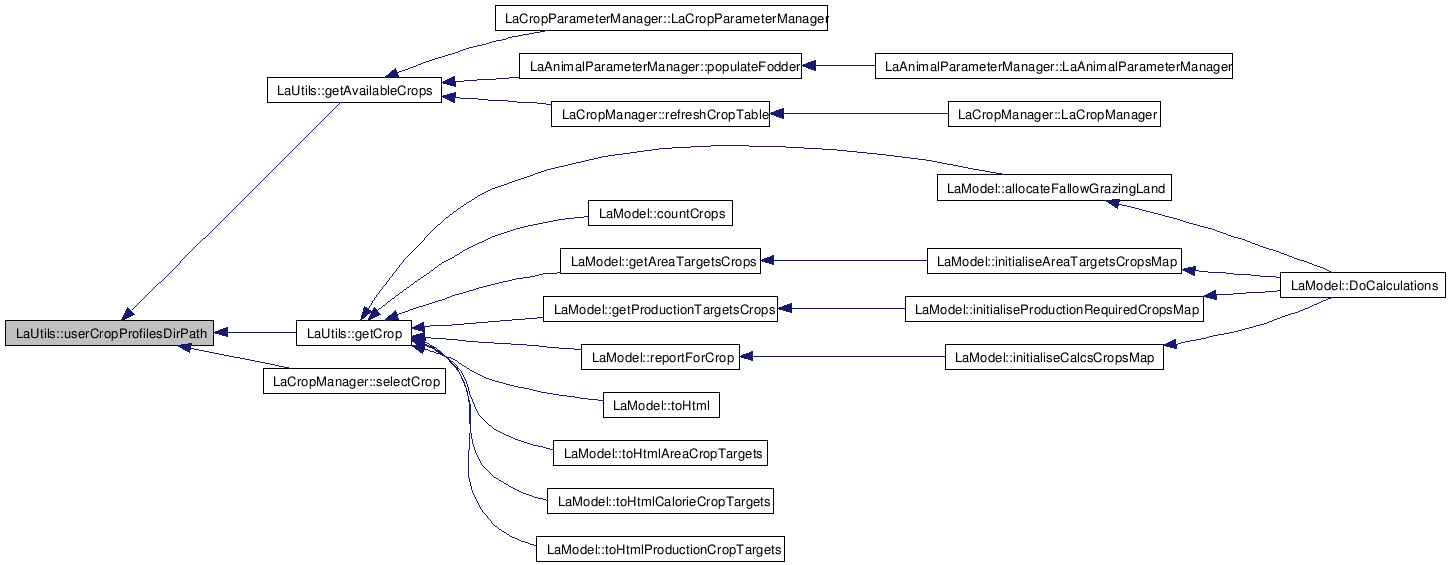 LaCropParameterManager::LaCropParameterManager
LaAnimalParameterManager::populateFodder
LaAnimalParameterManager::LaAnimalParameterManager
LaUtils::getAvailableCrops
LaCropManager::refreshCropTable
LaCropManager::LaCropManager
LaModel::allocateFallowGrazingLand
LaModel::countCrops
LaModel::getAreaTargetsCrops
LaModel::initialiseAreaTargetsCropsMap
LaModel::DoCalculations
LaModel::getProductionTargetsCrops
LaModel::initialiseProductionRequiredCropsMap
LaUtils::userCropProfilesDirPath
LaUtils::getCrop
LaModel::reportForCrop
LaModel::initialiseCalcsCropsMap
LaCropManager::selectCrop
LaModel::toHtml
LaModel::toHtmlAreaCropTargets
LaModel::toHtmlCalorieCropTargets
LaModel::toHtmlProductionCropTargets